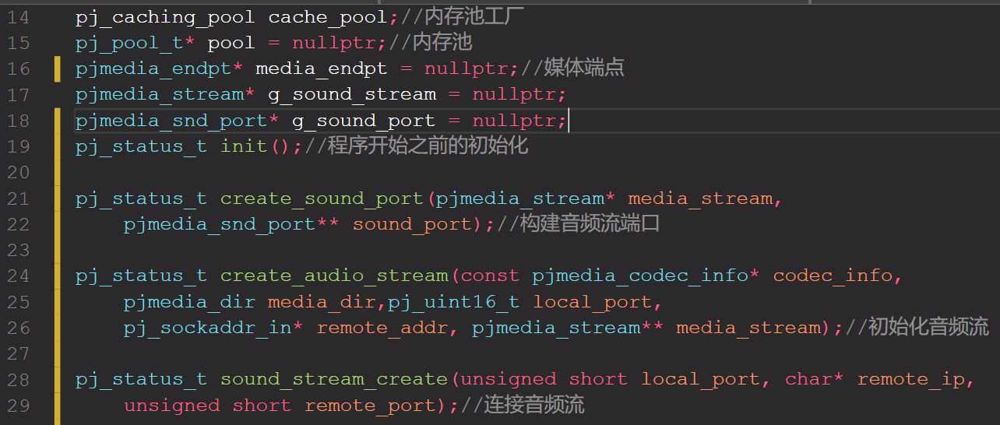 14 pj_caching_pool cache_pool;//内存池工厂
15 pj_pool_t* pool = nullptr;//内存池
16 pjmedia_endpt* media_endpt = nullptr;//媒体端点
17 pjmedia_stream* g_sound_stream = nullptr;
18 pjmedia_snd_port* g_sound_port = nullptr;
19 pj_status_t init();//程序开始之前的初始化
20
21 pj_status_t create_sound_port(pjmedia_stream* media_stream,
22     pjmedia_snd_port** sound_port);//构建音频流端口
23
24 pj_status_t create_audio_stream(const pjmedia_codec_info* codec_info,
25     pjmedia_dir media_dir,pj_uint16_t local_port,
26     pj_sockaddr_in* remote_addr, pjmedia_stream** media_stream);//初始化音频流
27
28 pj_status_t sound_stream_create(unsigned short local_port, char* remote_ip,
29     unsigned short remote_port);//连接音频流